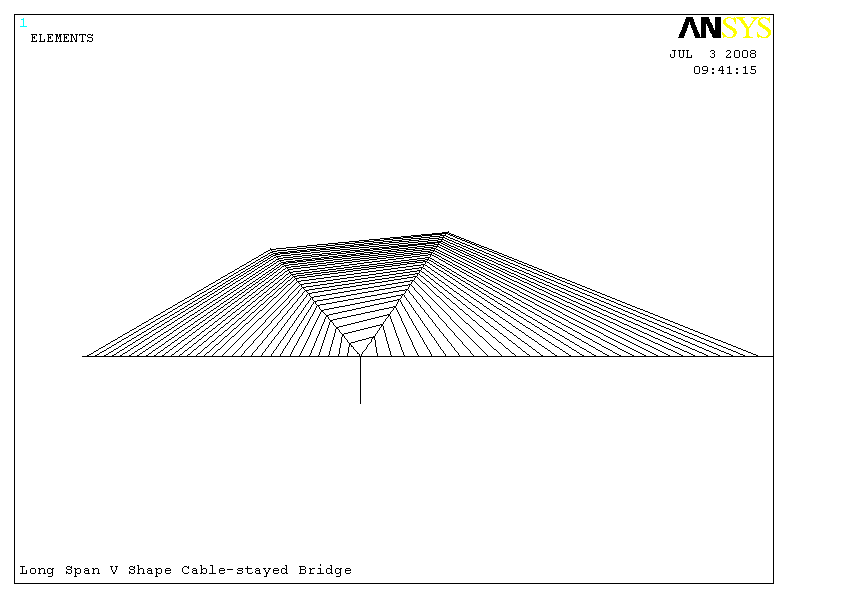 1
ELEMENTS
ANSYS
JUL 3 2008
09:41:15
Long Span V Shape Cable-stayed Bridge